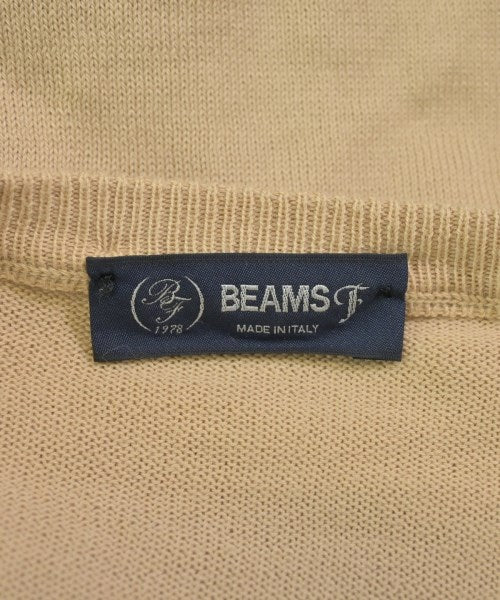 BF
1978
BEAMS F
MADE IN ITALY